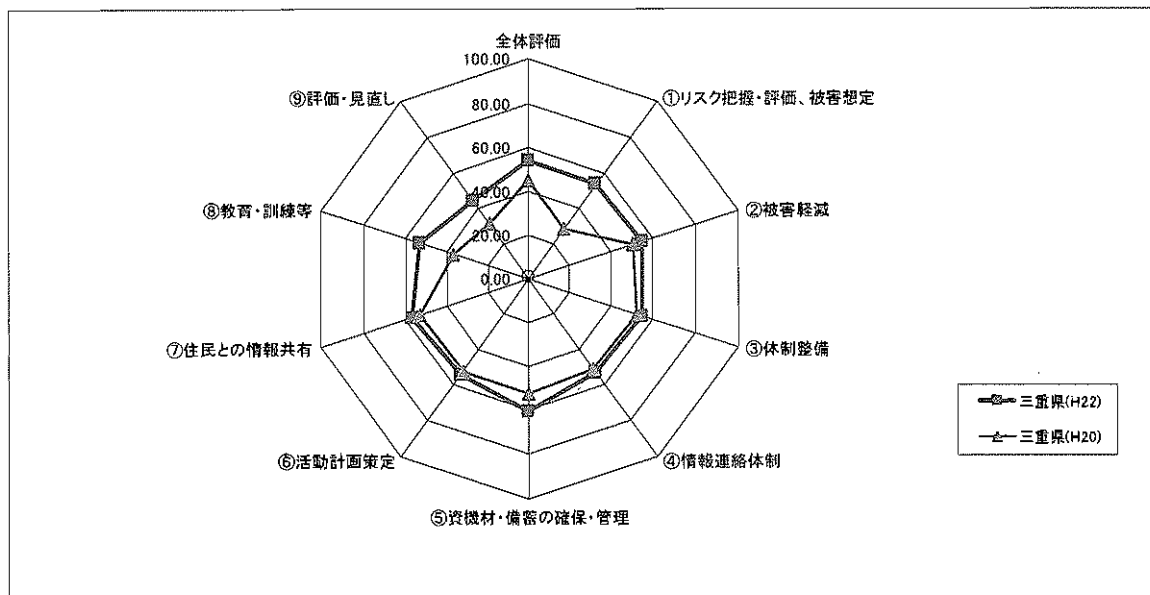 全体評価
100.00
80.00
60.00
40.00
20.00
0.00
①リスク把握・評価、被害想定
②被害軽減
③体制整備
④情報連絡体制
⑤資機材・備蓄の確保・管理
⑥活動計画策定
⑦住民との情報共有
⑧教育・訓練等
⑨評価・見直し
三重県(H22)
三重県(H20)